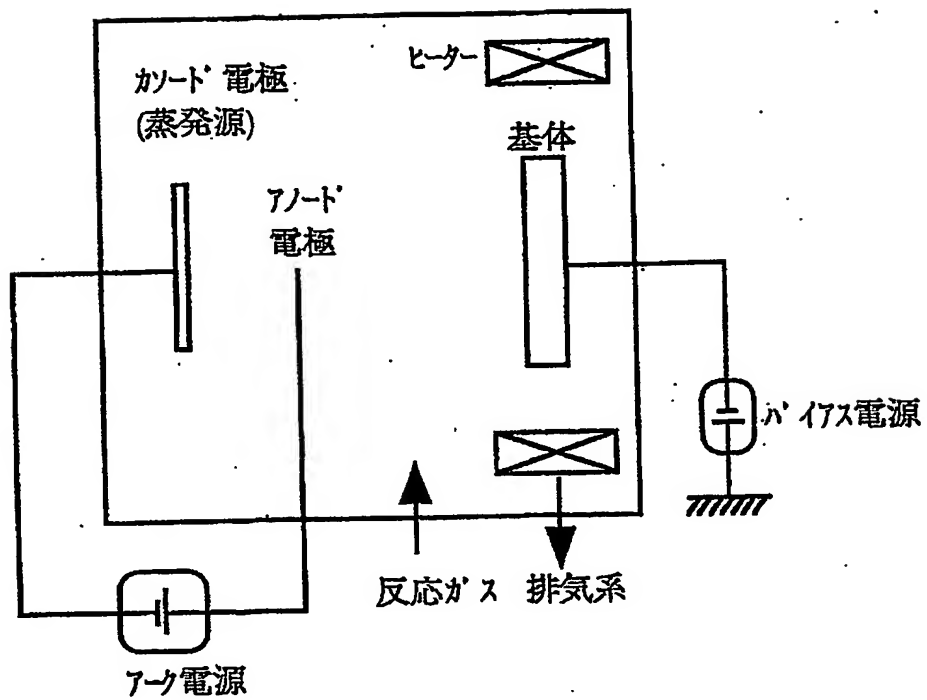 ヒーター
カソード 電極
(蒸発源)
基体
アノード
電極
バイアス電源
反応ガス 排気系
アーク電源